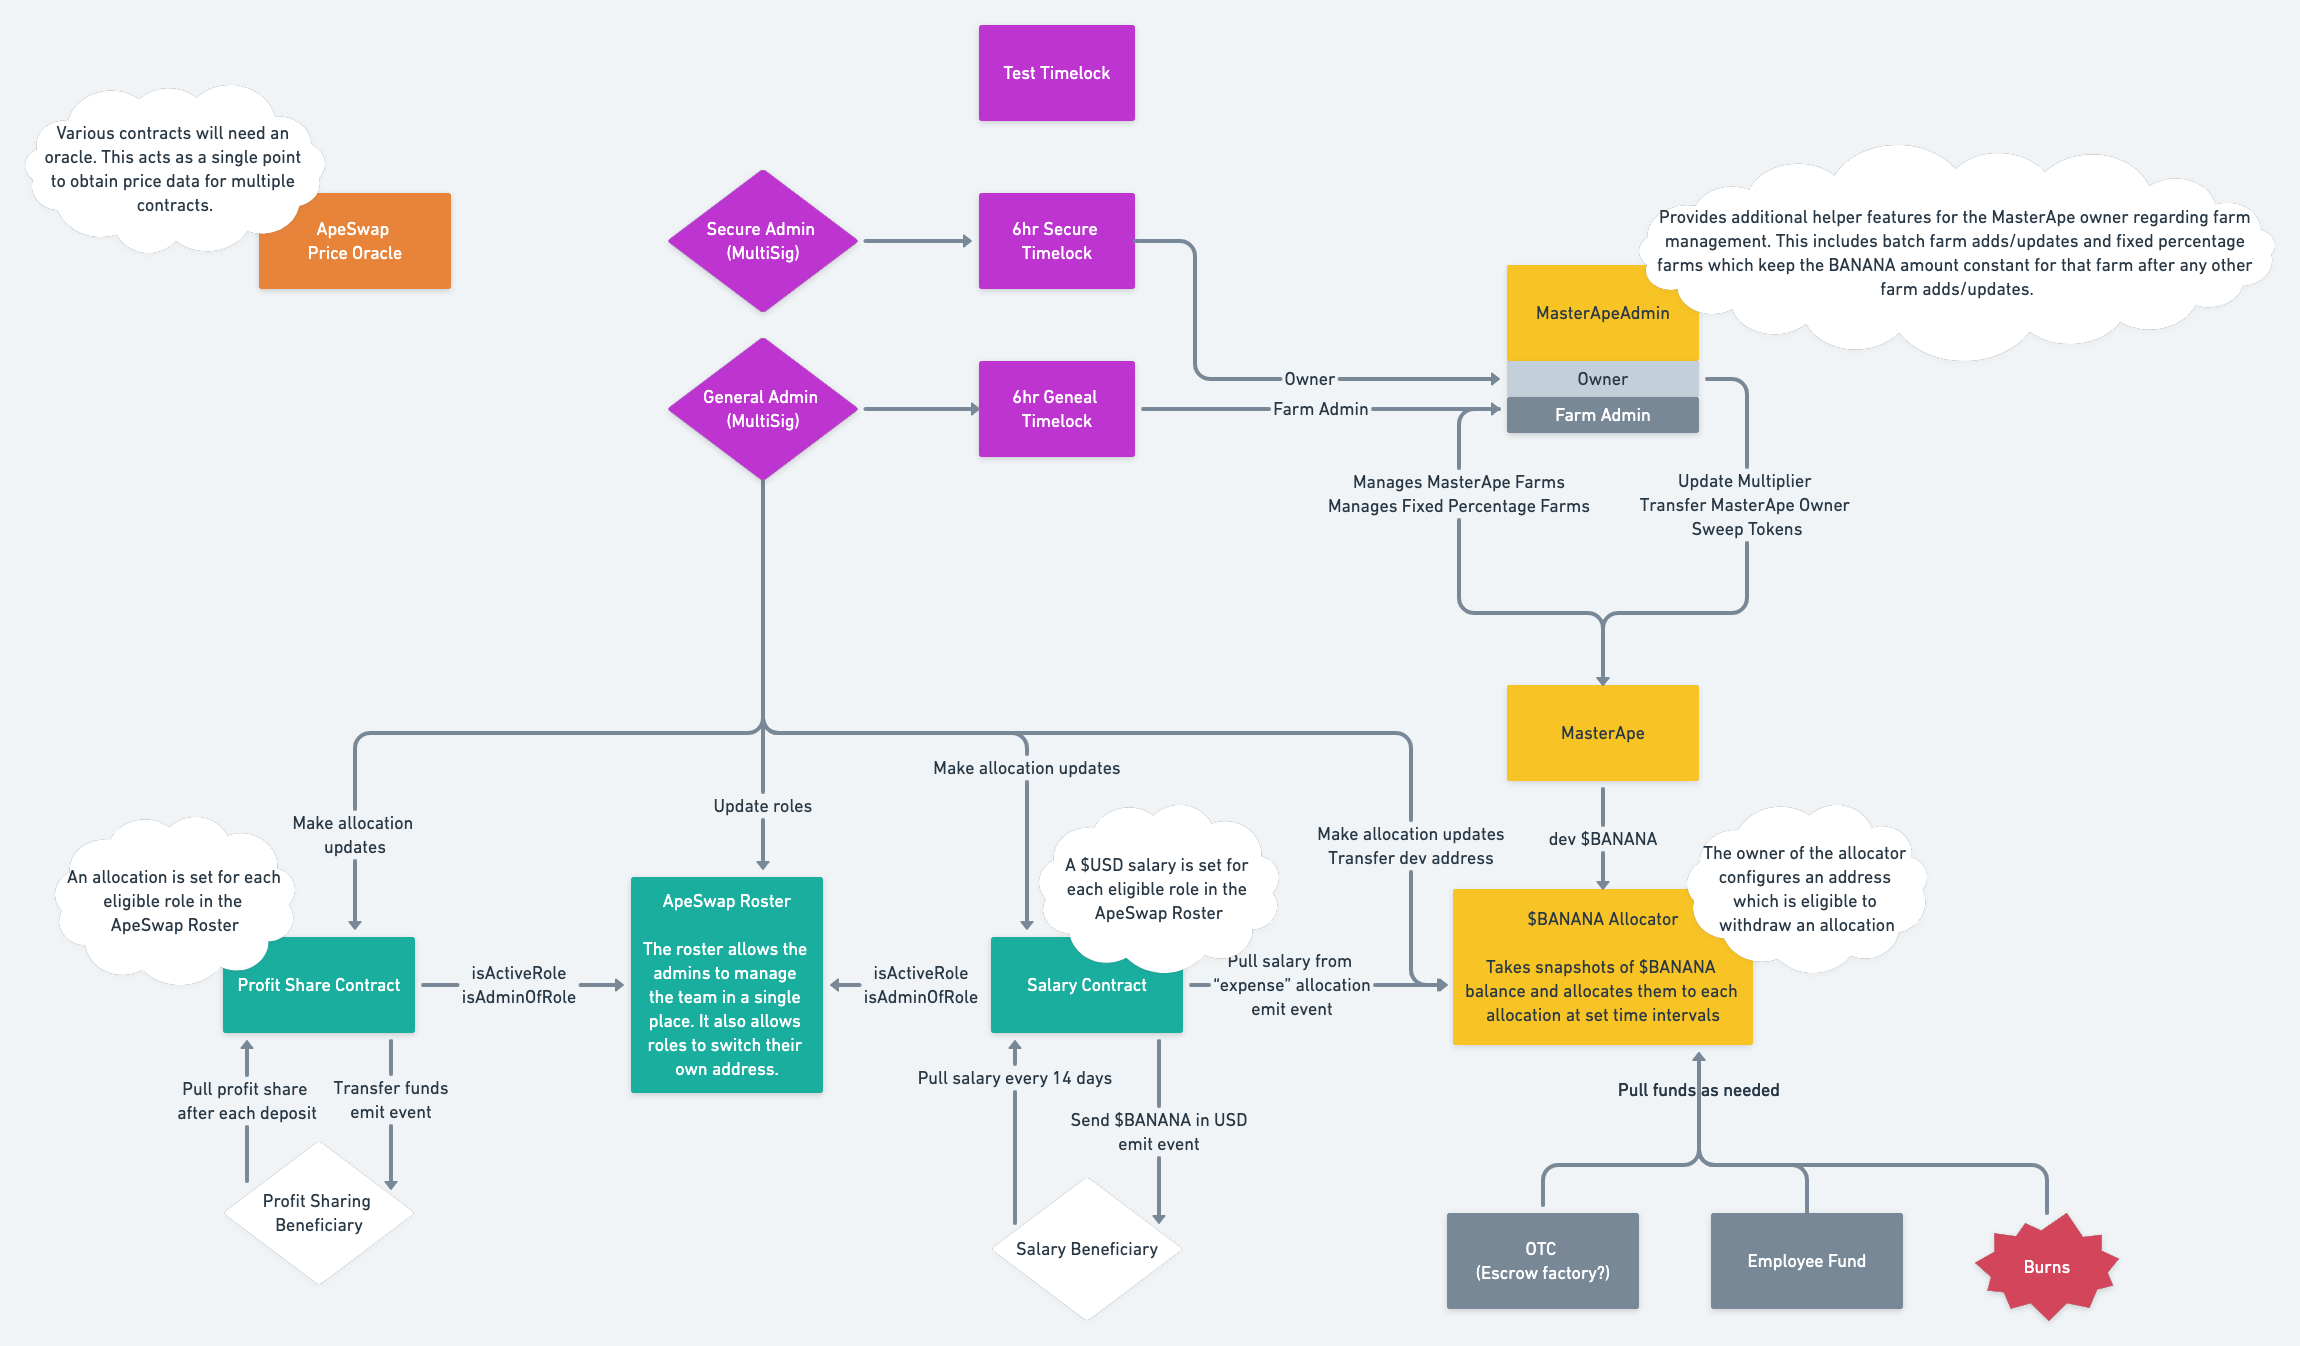 Test Timelock
Various contracts will need an
oracle. This acts as a single point
to obtain price data for multiple
contracts.
ApeSwap
Price Oracle
Secure Admin
(MultiSig)
6hr Secure
Timelock
Provides additional helper features for the MasterApe owner regarding farm
management. This includes batch farm adds/updates and fixed percentage
farms which keep the BANANA amount constant for that farm after any other
farm adds/updates.
MasterApeAdmin
Owner
Owner
General Admin
(MultiSig)
6hr Geneal
Timelock
Farm Admin
Farm Admin
Manages MasterApe Farms
Manages Fixed Percentage Farms
Update Multiplier
Transfer MasterApe Owner
Sweep Tokens
MasterApe
Make allocation updates
Update roles
Make allocation
updates
Make allocation updates
Transfer dev address
dev $BANANA
An allocation is set for each
eligible role in the
ApeSwap Roster
A $USD salary is set for
each eligible role in the
ApeSwap Roster
The owner of the allocator
configures an address
which is eligible to
withdraw an allocation
Profit Share Contract
isActiveRole
isAdminOfRole
ApeSwap Roster
The roster allows the
admins to manage
the team in a single
place. It also allows
roles to switch their
own address.
isActiveRole
isAdminOfRole
Salary Contract
Pull salary from
“expense” allocation
emit event
$BANANA Allocator
Takes snapshots of $BANANA
balance and allocates them to each
allocation at set time intervals
Pull profit share
after each deposit
Transfer funds
emit event
Pull salary every 14 days
Send $BANANA in USD
emit event
Pull funds as needed
Profit Sharing
Beneficiary
Salary Beneficiary
OTC
(Escrow factory?)
Employee Fund
Burns